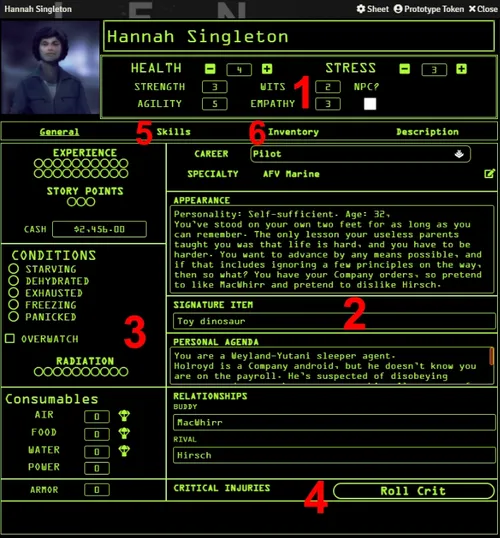 Hannah Singleton
Sheet Prototype Token Close
Hannah Singleton
HEALTH 4 STRESS 3
STRENGTH 3 WITS 2 NPC?
AGILITY 5 EMPATHY 3
1
5 6
General Skills Inventory Description
EXPERIENCE
STORY POINTS
CASH $2,456.00
CONDITIONS
STARVING
DEHYDRATED
EXHAUSTED
FREEZING
PANICKED
OVERWATCH
3
RADIATION
Consumables
AIR 0
FOOD 0
WATER 0
POWER 0
ARMOR 0
CAREER Pilot
SPECIALTY AFV Marine
APPEARANCE
Personality: Self-sufficient. Age: 32,
You've stood on your own two feet for as long as you
can remember. The only lesson your useless parents
taught you was that life is hard, and you have to be
harder. You want to advance by any means possible, and
if that includes ignoring a few principles on the way,
then so what? You have your Company orders, so pretend to
like MacWhirr and pretend to dislike Hirsch.
SIGNATURE ITEM
2
Toy dinosaur
PERSONAL AGENDA
You are a Weyland-Yutani sleeper agent.
Holroyd is a Company android, but he doesn't know you
are on the payroll. He's suspected of disobeying
RELATIONSHIPS
BUDDY
MacWhirr
RIVAL
Hirsch
CRITICAL INJURIES 4 Roll Crit